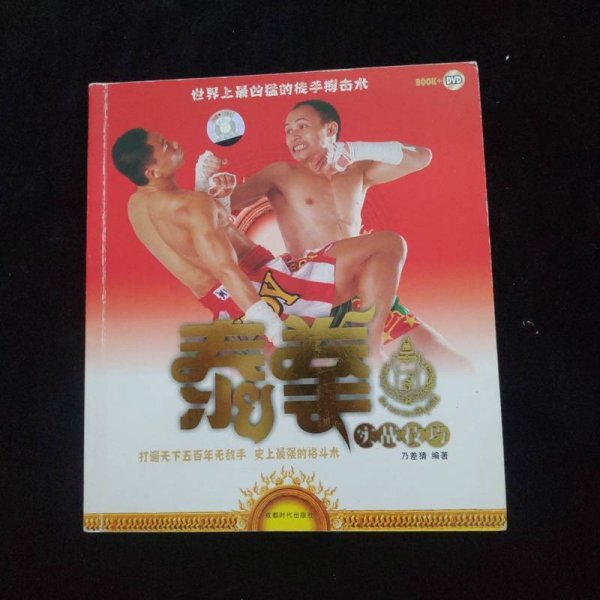 世界上最凶猛的徒手搏击术
BOOK+DVD
泰拳
实战技巧
打遍天下五百年无敌手 史上最强的格斗术
乃差猜 编著
成都时代出版社